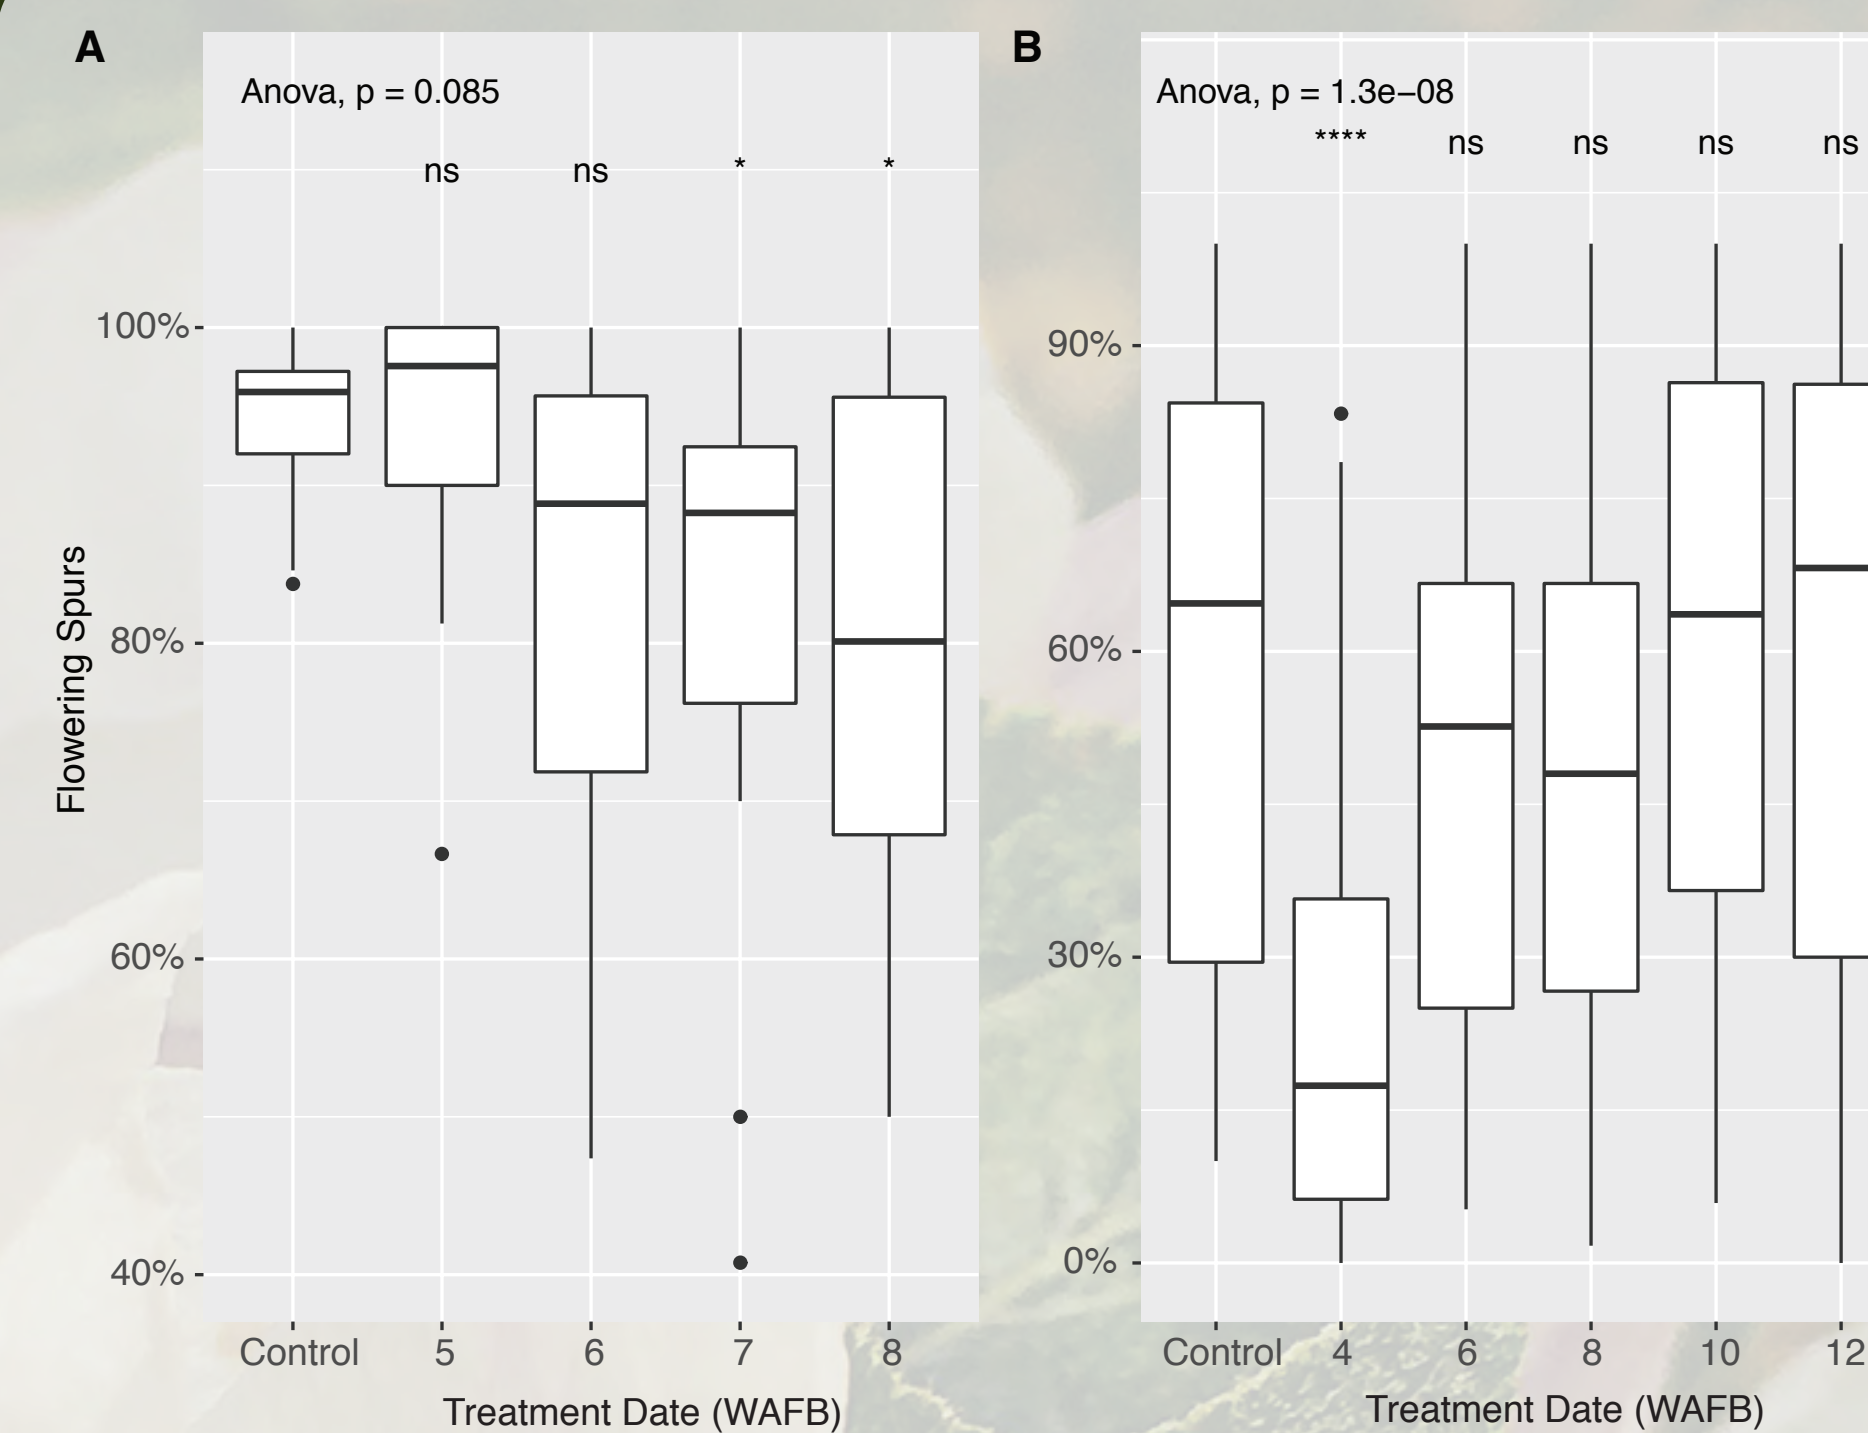 A
Anova, p = 0.085
ns ns * *
100%
80%
60%
40%
Flowering Spurs
Control 5 6 7 8
Treatment Date (WAFB)
B
Anova, p = 1.3e−08
**** ns ns ns ns
90%
60%
30%
0%
Control 4 6 8 10 12
Treatment Date (WAFB)